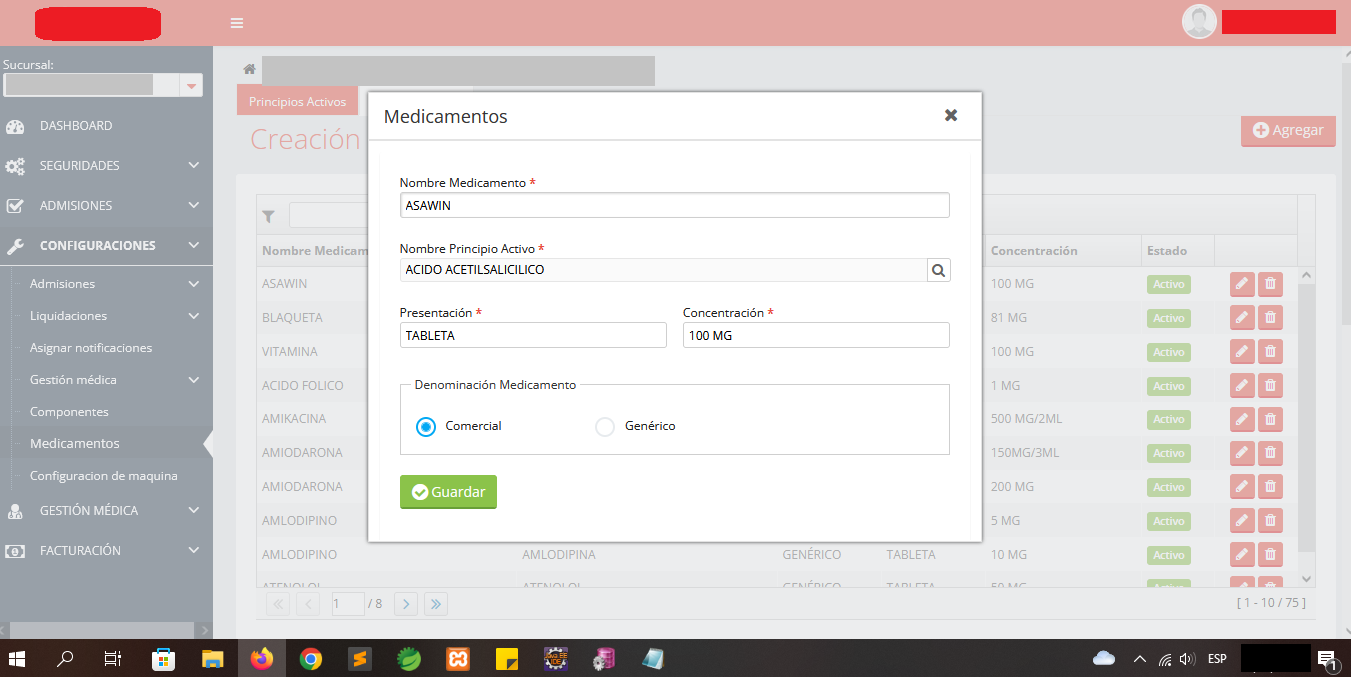 Sucursal:
DASHBOARD
SEGURIDADES
ADMISIONES
CONFIGURACIONES
Admisiones
Liquidaciones
Asignar notificaciones
Gestión médica
Componentes
Medicamentos
Configuracion de maquina
GESTIÓN MÉDICA
FACTURACIÓN
Principios Activos
Creación
Agregar
Medicamentos
Nombre Medicamento *
ASAWIN
Nombre Principio Activo *
ACIDO ACETILSALICILICO
Presentación * Concentración *
TABLETA 100 MG
Denominación Medicamento
Comercial Genérico
Guardar
Nombre Medicam Concentración Estado
ASAWIN 100 MG Activo
BLAQUETA 81 MG Activo
VITAMINA 100 MG Activo
ACIDO FOLICO 1 MG Activo
AMIKACINA 500 MG/2ML Activo
AMIODARONA 150MG/3ML Activo
AMIODARONA 200 MG Activo
AMLODIPINO 5 MG Activo
AMLODIPINO AMLODIPINA GENÉRICO TABLETA 10 MG Activo
ATENOLOL ATENOLOL GENÉRICO TABLETA 50 MG Activo
1 / 8 [ 1 - 10 / 75 ]
Java EE
IDE
ESP
1